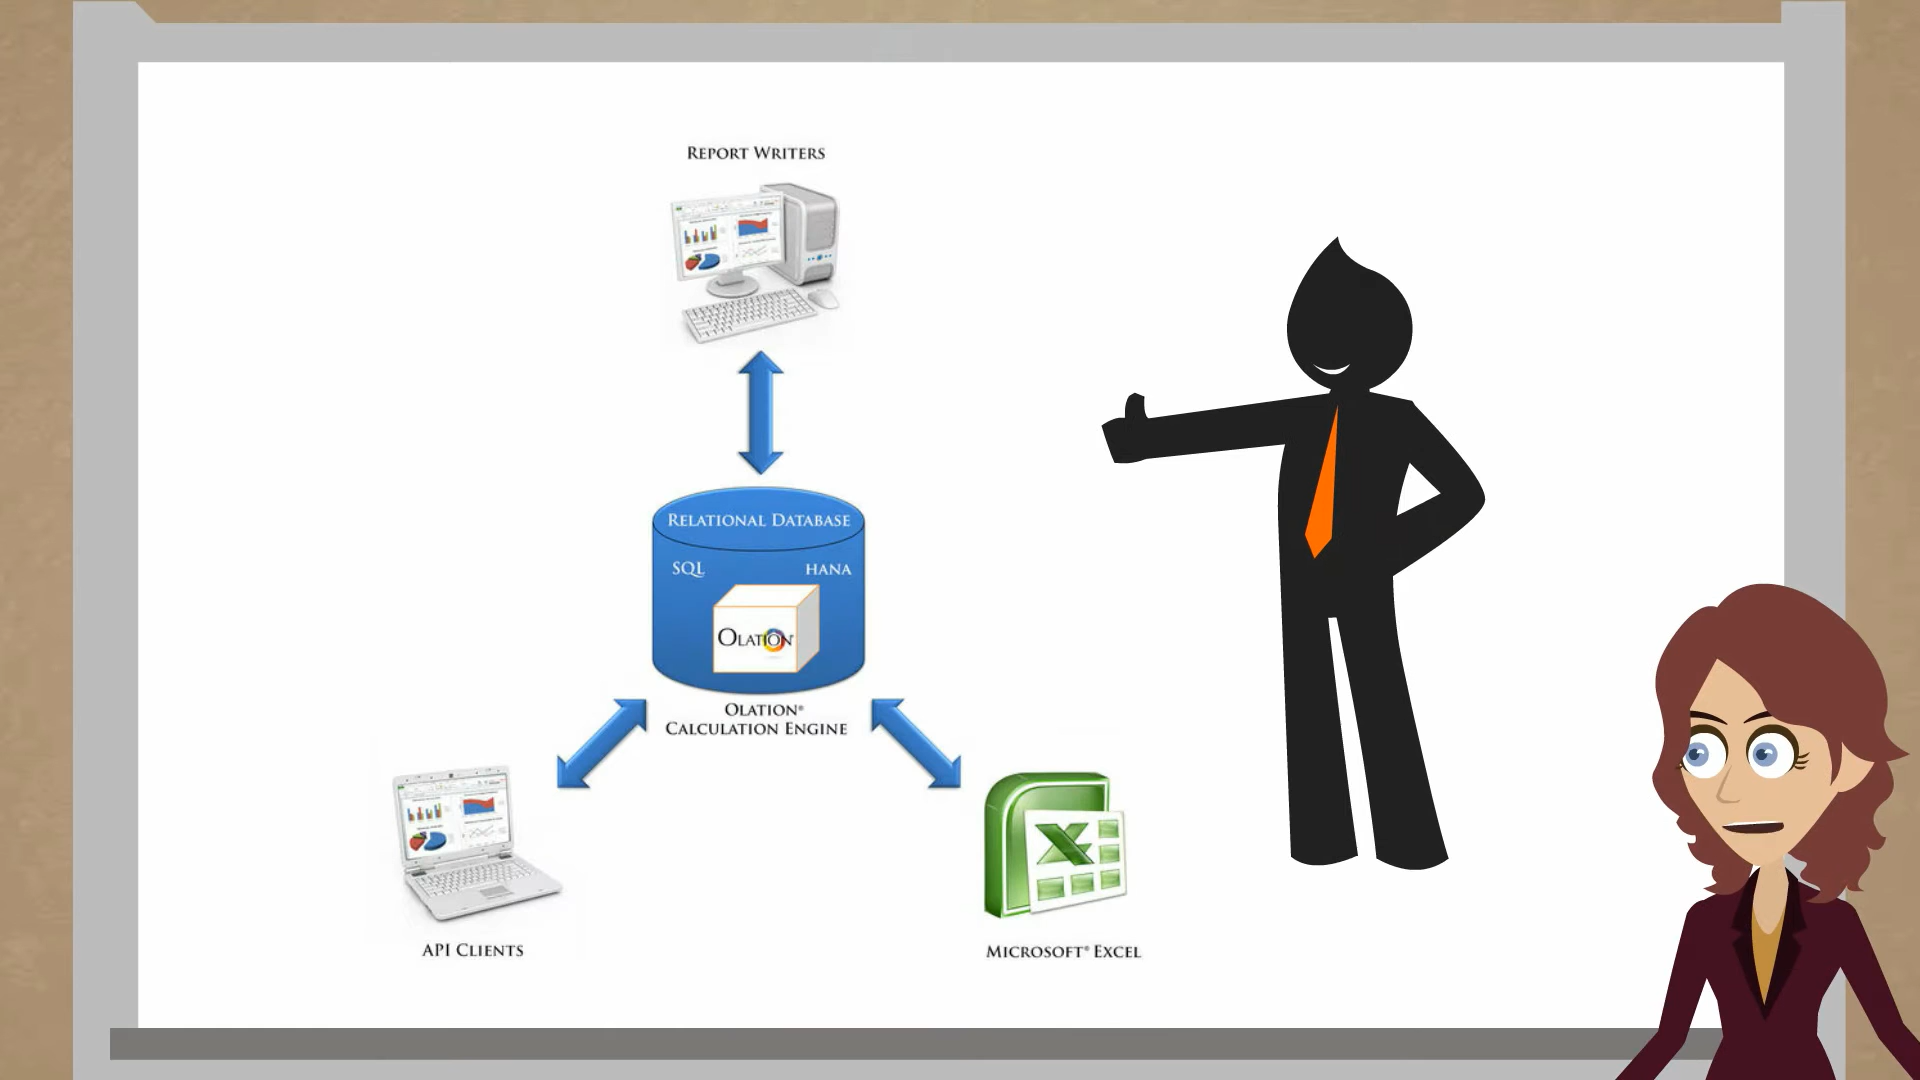 REPORT WRITERS
RELATIONAL DATABASE
SQL HANA
OLATION®
OLATION®
CALCULATION ENGINE
API CLIENTS
MICROSOFT® EXCEL